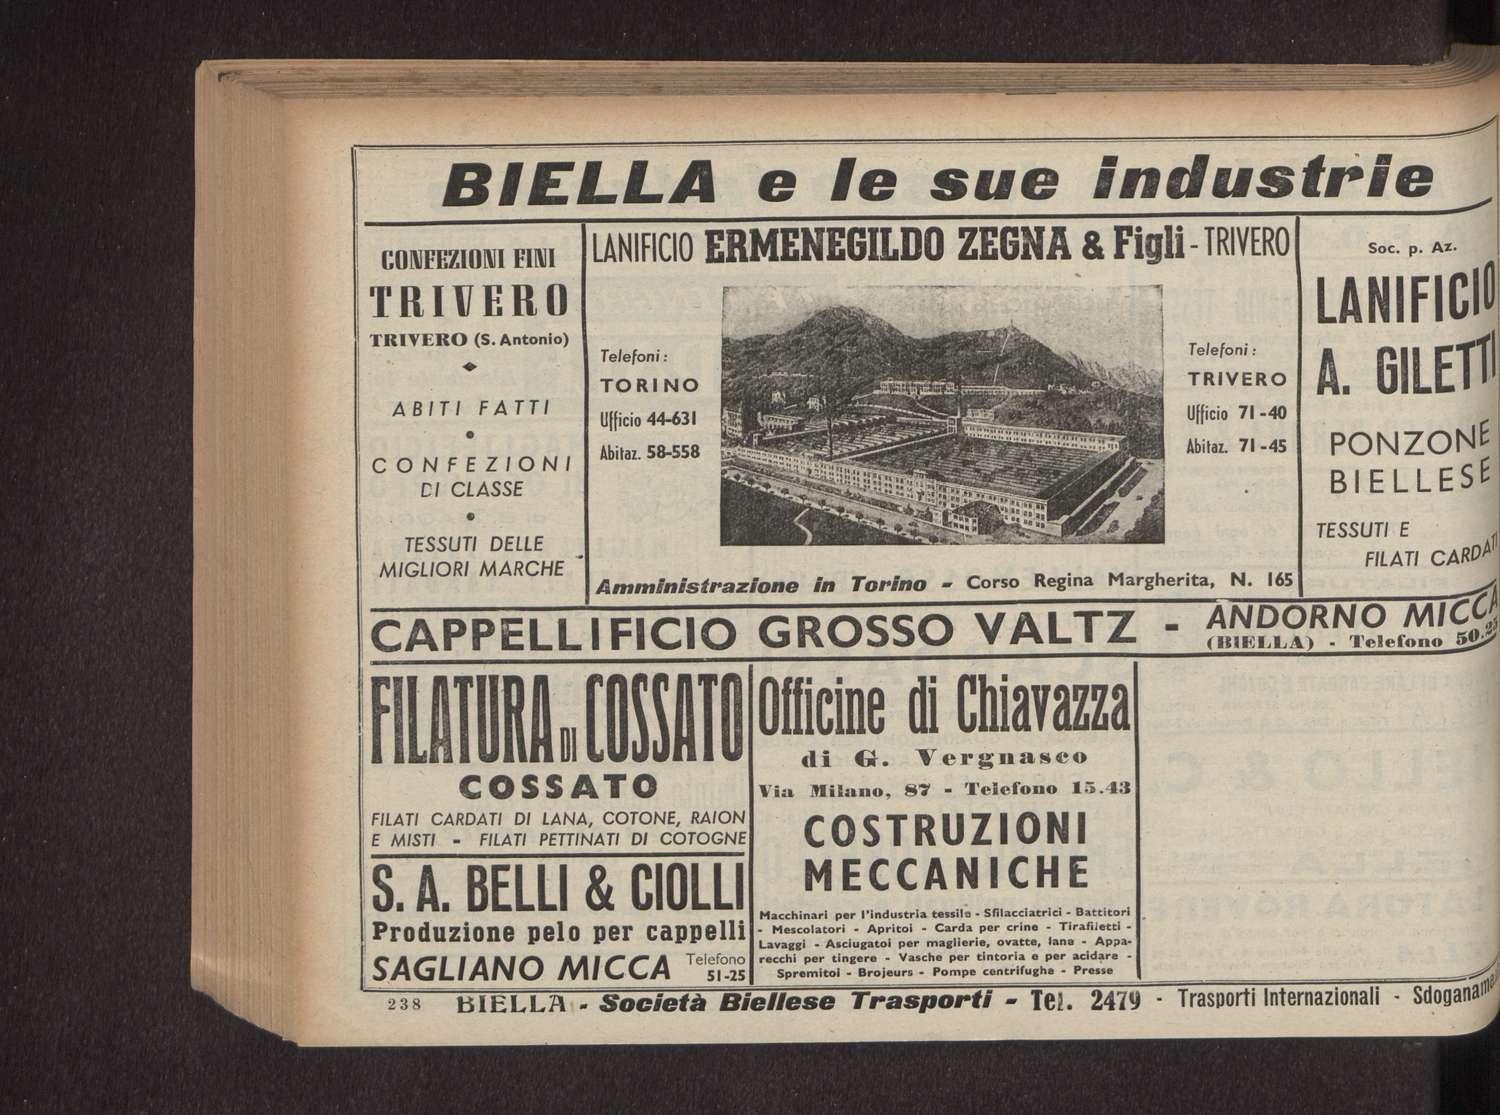 BIELLA e le sue industrie
CONFEZIONI FINI
TRIVERO
TRIVERO (S. Antonio)
ABITI FATTI
CONFEZIONI
DI CLASSE
TESSUTI DELLE
MIGLIORI MARCHE
LANIFICIO ERMENEGILDO ZEGNA & Figli - TRIVERO
Telefoni :
TORINO
Ufficio 44-631
Abitaz. 58-558
Telefoni :
TRIVERO
Ufficio 71-40
Abitaz. 71-45
Amministrazione in Torino - Corso Regina Margherita, N. 165
Soc. p. Az.
LANIFICIO
A. GILETTI
PONZONE
BIELLESE
TESSUTI E
FILATI CARDATI
CAPPELLIFICIO GROSSO VALTZ - ANDORNO MICCA
(BIELLA) - Telefono
FILATURA DI COSSATO
COSSATO
FILATI CARDATI DI LANA, COTONE, RAION
E MISTI - FILATI PETTINATI DI COTOGNE
S. A. BELLI & CIOLLI
Produzione pelo per cappelli
SAGLIANO MICCA Telefono
51-25
Officine di Chiavazza
di G. Vergnasco
Via Milano, 87 - Telefono 15.43
COSTRUZIONI
MECCANICHE
Macchinari per l'industria tessile - Sfilacciatrici - Battitori
- Mescolatori - Apritoi - Carda per crine - Tirafiletti -
Lavaggi - Asciugatoi per maglierie, ovatte, lane - Appa-
recchi per tingere - Vasche per tintoria e per acidare -
Spremitoi - Brojeurs - Pompe centrifughe - Presse
238 BIELLA - Società Biellese Trasporti - Tel. 2479 - Trasporti Internazionali -